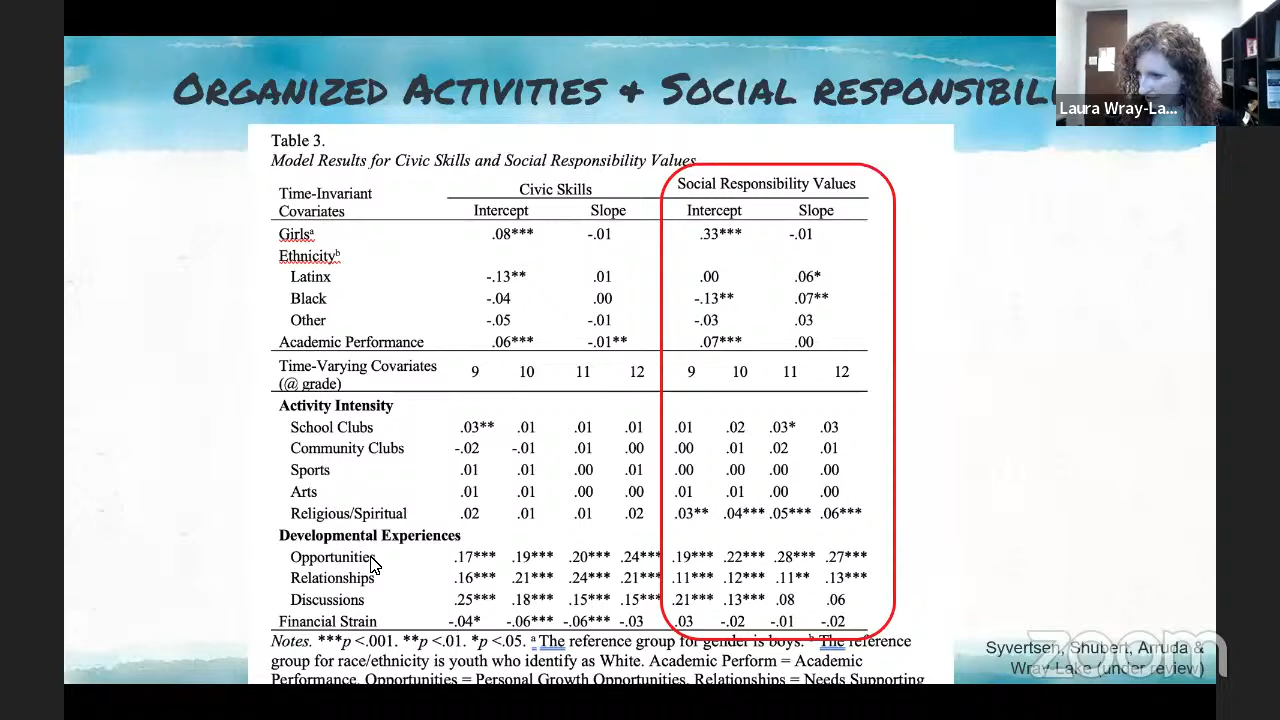 ORGANIZED ACTIVITIES & SOCIAL RESPONSIBIL
Laura Wray-La...
Table 3.
Model Results for Civic Skills and Social Responsibility Values
Time-Invariant Covariates Civic Skills Social Responsibility Values
Intercept Slope Intercept Slope
Girlsᵃ .08*** -.01 .33*** -.01
Ethnicityᵇ
Latinx -.13** .01 .00 .06*
Black -.04 .00 -.13** .07**
Other -.05 -.01 -.03 .03
Academic Performance .06*** -.01** .07*** .00
Time-Varying Covariates (@ grade) 9 10 11 12 9 10 11 12
Activity Intensity
School Clubs .03** .01 .01 .01 .01 .02 .03* .03
Community Clubs -.02 -.01 .01 .00 .00 .01 .02 .01
Sports .01 .01 .00 .01 .00 .00 .00 .00
Arts .01 .01 .00 .00 .01 .01 .00 .00
Religious/Spiritual .02 .01 .01 .02 .03** .04*** .05*** .06***
Developmental Experiences
Opportunities .17*** .19*** .20*** .24*** .19*** .22*** .28*** .27***
Relationships .16*** .21*** .24*** .21*** .11*** .12*** .11** .13***
Discussions .25*** .18*** .15*** .15*** .21*** .13*** .08 .06
Financial Strain -.04* -.06*** -.06*** -.03 .03 -.02 -.01 -.02
Notes. ***p <.001. **p <.01. *p <.05. ᵃ The reference group for gender is boys. ᵇ The reference
group for race/ethnicity is youth who identify as White. Academic Perform = Academic
Performance. Opportunities = Personal Growth Opportunities. Relationships = Needs Supporting
Syvertsen, Shubert, Arruda &
Wray-Lake (under review)
zoom